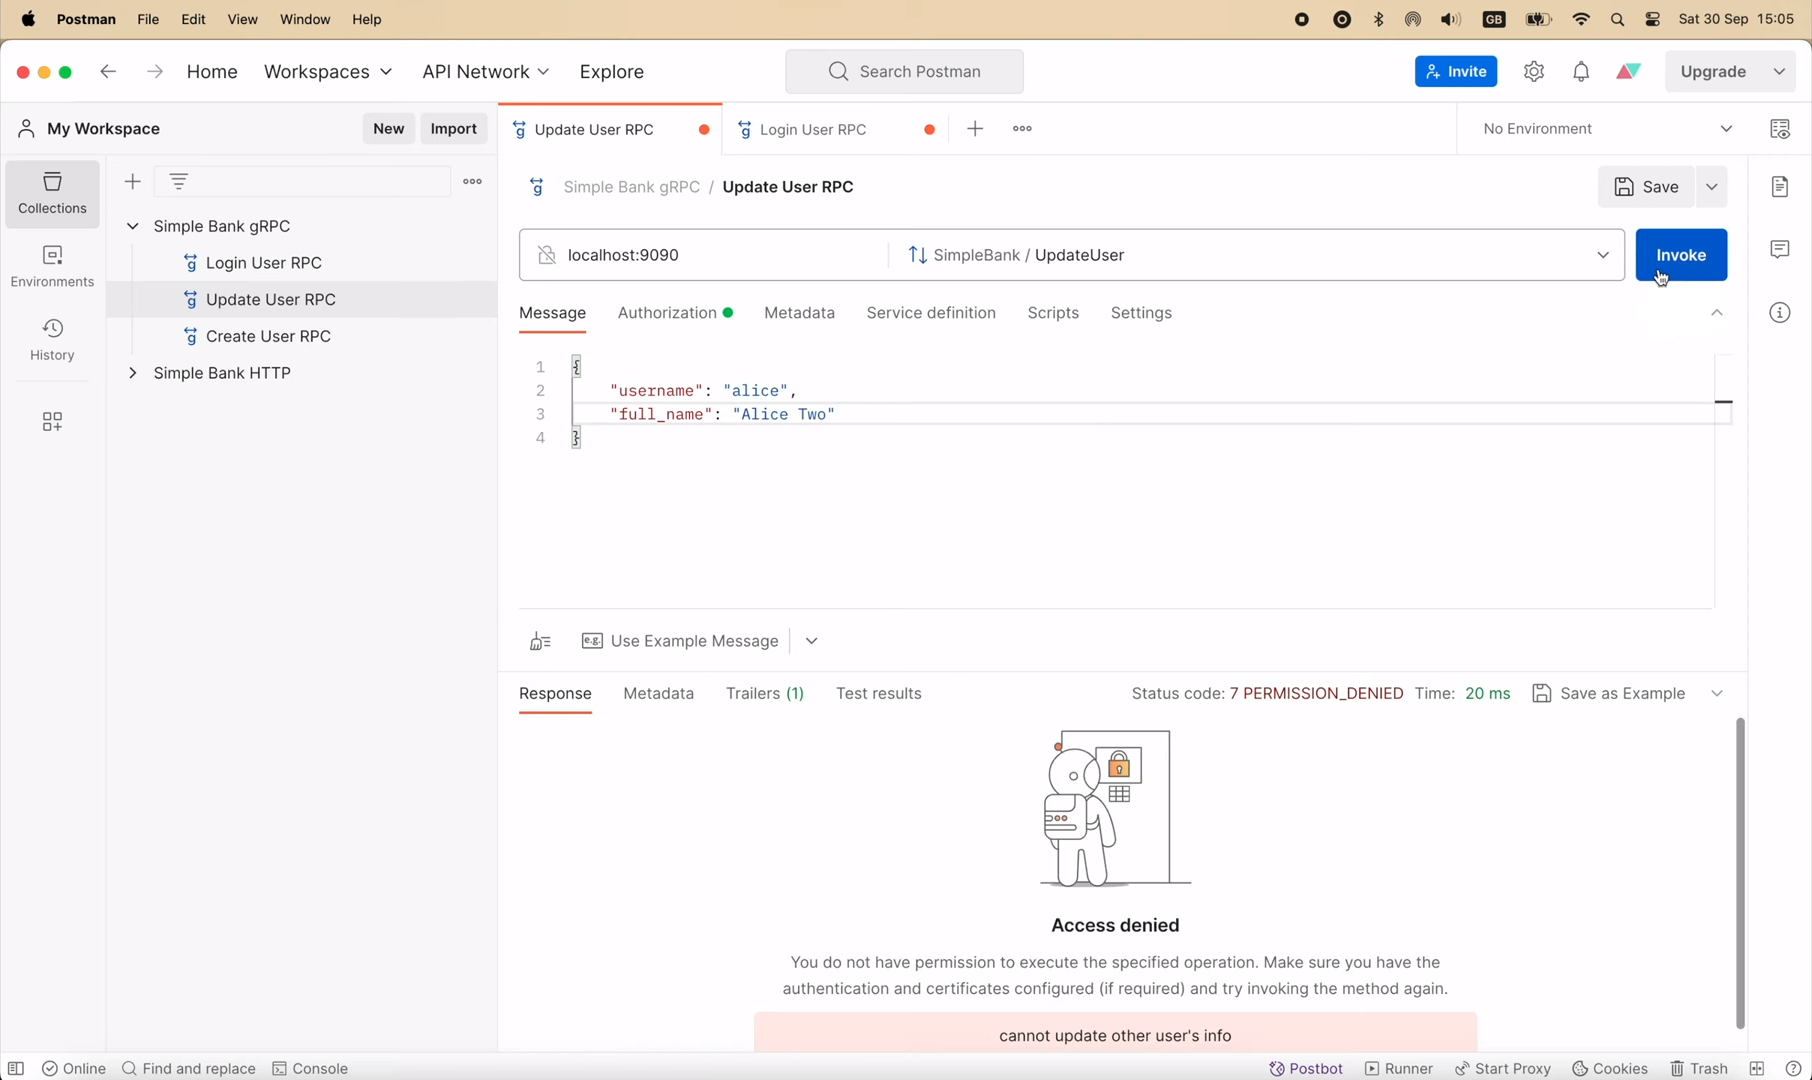 Postman File Edit View Window Help GB Sat 30 Sep 15:05
Home Workspaces API Network Explore Search Postman Invite Upgrade
My Workspace New Import Update User RPC Login User RPC No Environment
Collections
Environments
History
Simple Bank gRPC
Login User RPC
Update User RPC
Create User RPC
Simple Bank HTTP
Simple Bank gRPC / Update User RPC Save
localhost:9090 SimpleBank / UpdateUser Invoke
Message Authorization Metadata Service definition Scripts Settings
1 {
2 "username": "alice",
3 "full_name": "Alice Two"
4 }
e.g. Use Example Message
Response Metadata Trailers (1) Test results Status code: 7 PERMISSION_DENIED Time: 20 ms Save as Example
Access denied
You do not have permission to execute the specified operation. Make sure you have the
authentication and certificates configured (if required) and try invoking the method again.
cannot update other user's info
Online Find and replace Console Postbot Runner Start Proxy Cookies Trash